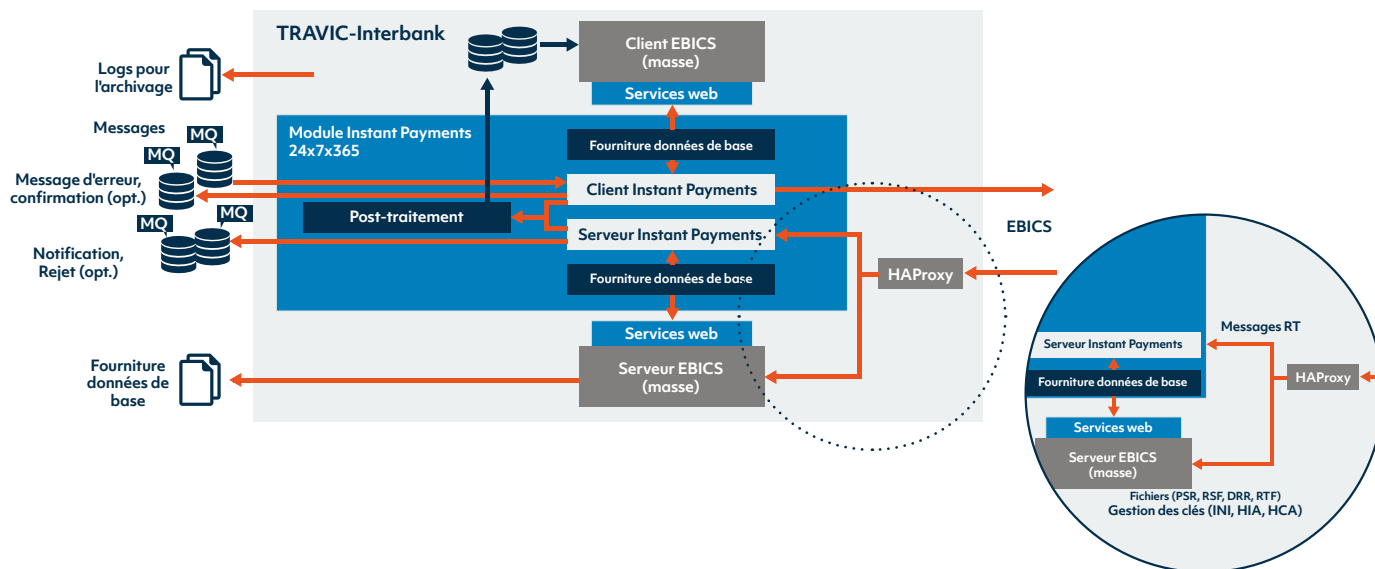 TRAVIC-Interbank
Client EBICS
(masse)
Services web
Logs pour
l'archivage
Messages
MQ
MQ
Module Instant Payments
24x7x365
Fourniture données de base
Message d'erreur,
confirmation (opt.)
Client Instant Payments
Post-traitement
MQ
MQ
Serveur Instant Payments
Notification,
Rejet (opt.)
Fourniture données de base
HAProxy
EBICS
Services web
Serveur EBICS
(masse)
Fourniture
données de
base
Messages RT
Serveur Instant Payments
HAProxy
Fourniture données de base
Services web
Serveur EBICS
(masse)
Fichiers (PSR, RSF, DRR, RTF)
Gestion des clés (INI, HIA, HCA)